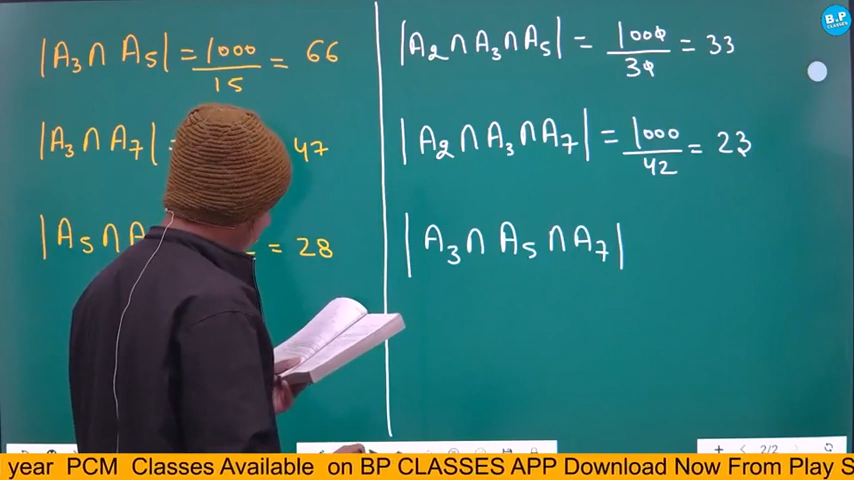 |A₃ ∩ A₅| = 1000/15 = 66
|A₃ ∩ A₇| = 47
|A₅ ∩ A = 28
|A₂ ∩ A₃ ∩ A₅| = 1000/30 = 33
|A₂ ∩ A₃ ∩ A₇| = 1000/42 = 23
|A₃ ∩ A₅ ∩ A₇|
B.P
CLASSES
2/2
year PCM Classes Available on BP CLASSES APP Download Now From Play S